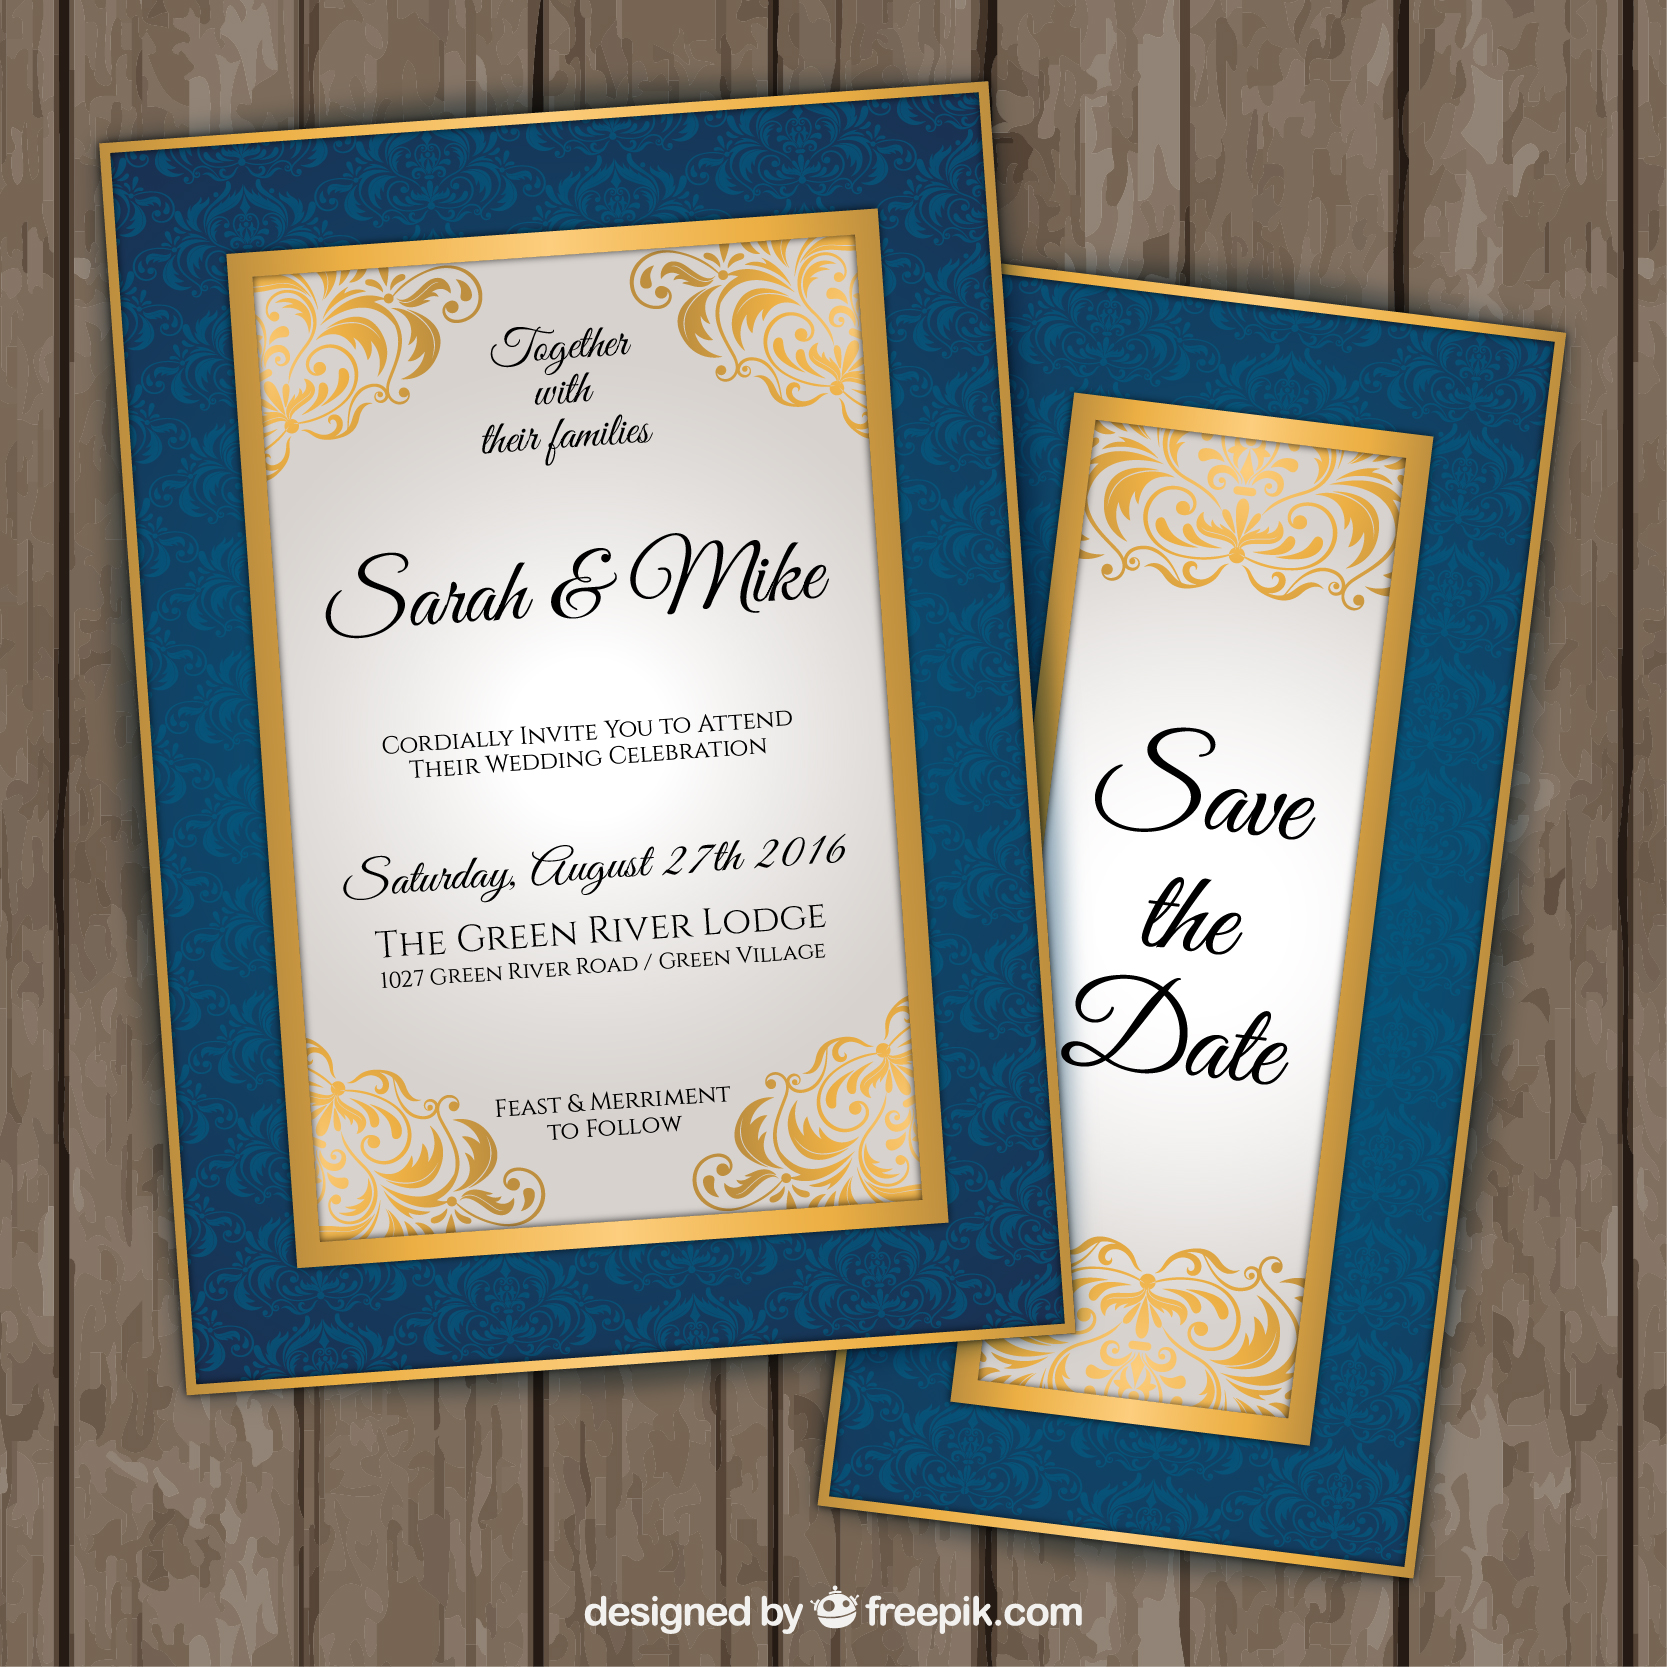 Together
with
their families
Sarah & Mike
Cordially Invite You to Attend
Their Wedding Celebration
Saturday, August 27th 2016
The Green River Lodge
1027 Green River Road / Green Village
Feast & Merriment
to Follow
Save
the
Date
designed by freepik.com